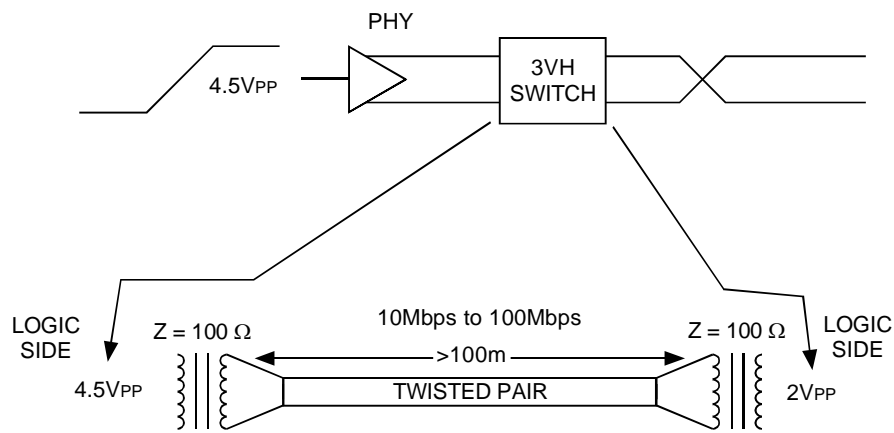 PHY
4.5VPP
3VH
SWITCH
LOGIC
SIDE
4.5VPP
Z = 100 Ω
10Mbps to 100Mbps
>100m
TWISTED PAIR
Z = 100 Ω
LOGIC
SIDE
2VPP